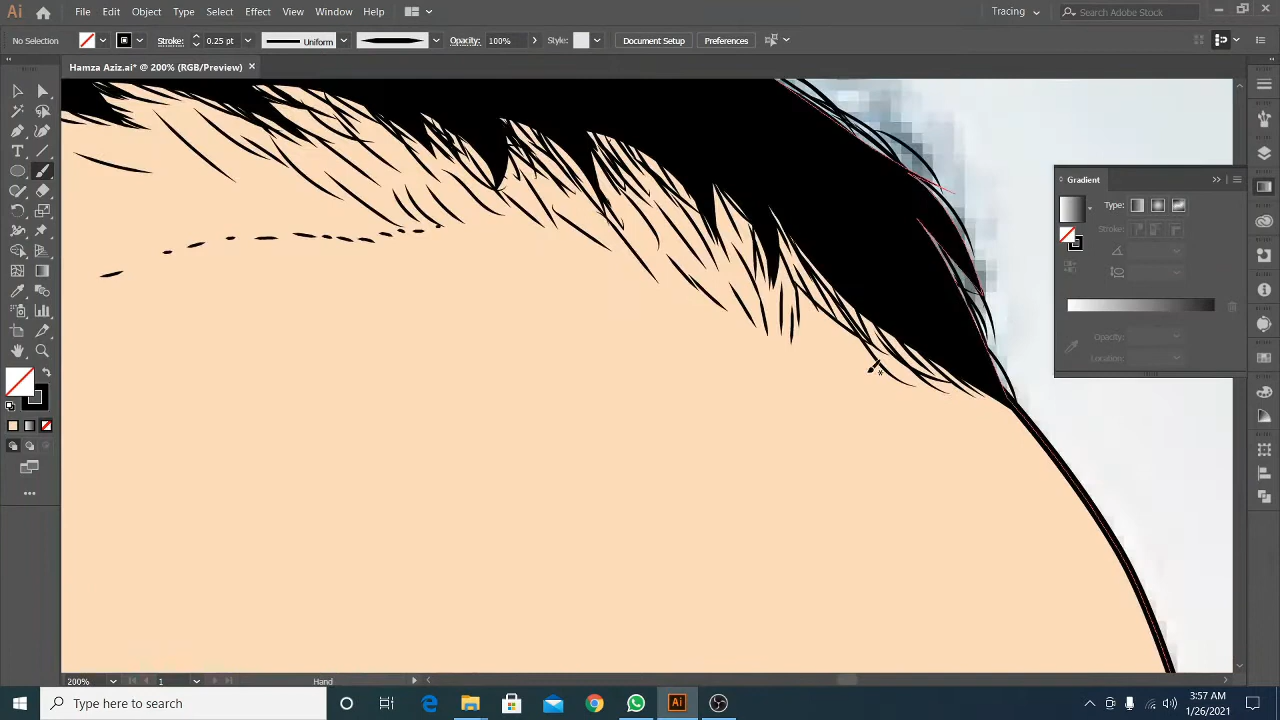 Ai File Edit Object Type Select Effect View Window Help Tracing Search Adobe Stock
No Selection Stroke: 0.25 pt Uniform Opacity: 100% Style: Document Setup Preferences
Hamza Aziz.ai* @ 200% (RGB/Preview)
Gradient
Type:
Stroke:
Opacity:
Location:
200% 1 Hand
Type here to search
Ai
3:57 AM
1/26/2021